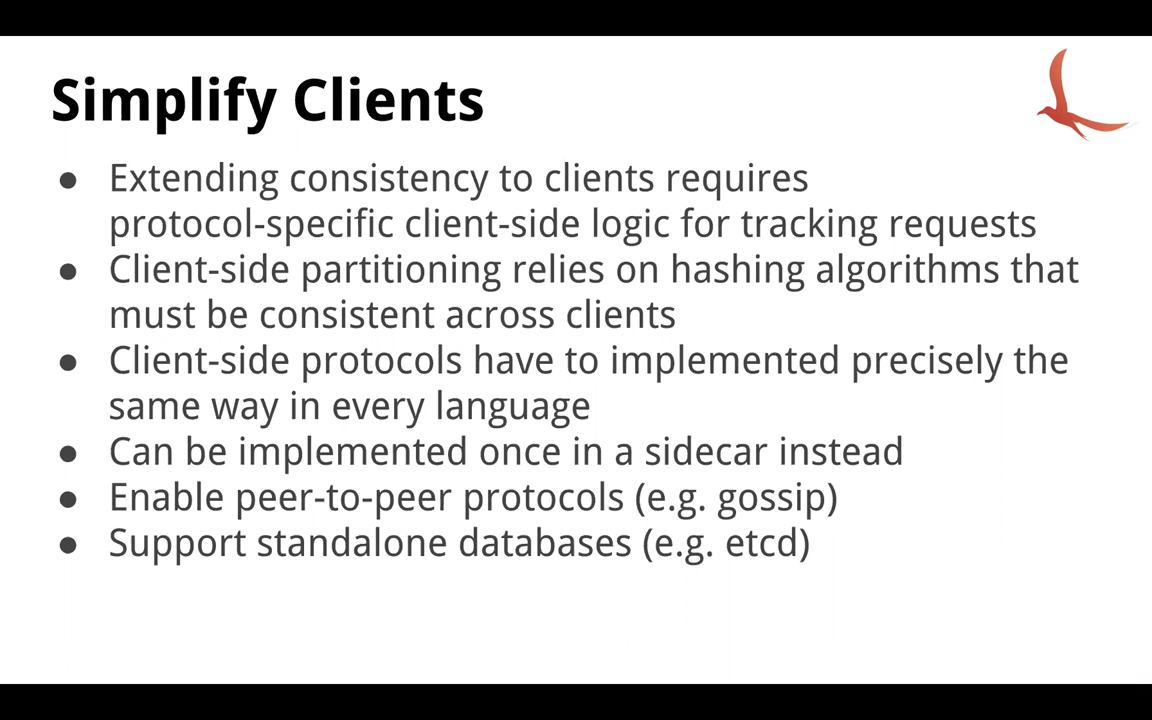 Simplify Clients
● Extending consistency to clients requires
protocol-specific client-side logic for tracking requests
● Client-side partitioning relies on hashing algorithms that
must be consistent across clients
● Client-side protocols have to implemented precisely the
same way in every language
● Can be implemented once in a sidecar instead
● Enable peer-to-peer protocols (e.g. gossip)
● Support standalone databases (e.g. etcd)